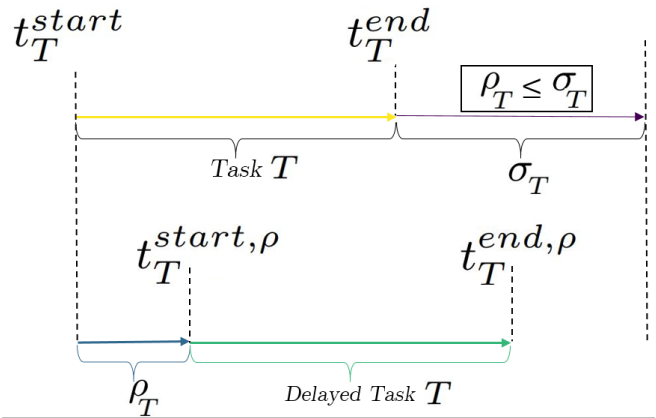 t_T^{start} t_T^{end}
ρ_T ≤ σ_T
Task T σ_T
t_T^{start,ρ} t_T^{end,ρ}
ρ_T Delayed Task T